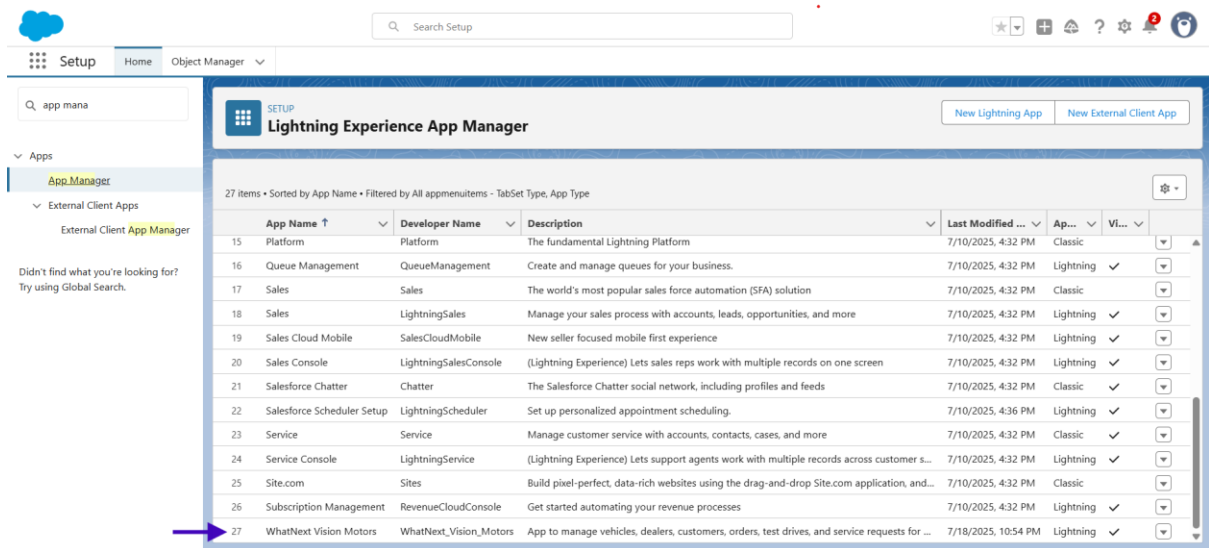 Search Setup
2
Setup Home Object Manager
app mana
SETUP
Lightning Experience App Manager
New Lightning App New External Client App
Apps
App Manager
External Client Apps
External Client App Manager
Didn't find what you're looking for?
Try using Global Search.
27 items • Sorted by App Name • Filtered by All appmenuitems - TabSet Type, App Type
App Name Developer Name Description Last Modified ... Ap... Vi...
15 Platform Platform The fundamental Lightning Platform 7/10/2025, 4:32 PM Classic
16 Queue Management QueueManagement Create and manage queues for your business. 7/10/2025, 4:32 PM Lightning
17 Sales Sales The world's most popular sales force automation (SFA) solution 7/10/2025, 4:32 PM Classic
18 Sales LightningSales Manage your sales process with accounts, leads, opportunities, and more 7/10/2025, 4:32 PM Lightning
19 Sales Cloud Mobile SalesCloudMobile New seller focused mobile first experience 7/10/2025, 4:32 PM Lightning
20 Sales Console LightningSalesConsole (Lightning Experience) Lets sales reps work with multiple records on one screen 7/10/2025, 4:32 PM Lightning
21 Salesforce Chatter Chatter The Salesforce Chatter social network, including profiles and feeds 7/10/2025, 4:32 PM Classic
22 Salesforce Scheduler Setup LightningScheduler Set up personalized appointment scheduling. 7/10/2025, 4:36 PM Lightning
23 Service Service Manage customer service with accounts, contacts, cases, and more 7/10/2025, 4:32 PM Classic
24 Service Console LightningService (Lightning Experience) Lets support agents work with multiple records across customer s... 7/10/2025, 4:32 PM Lightning
25 Site.com Sites Build pixel-perfect, data-rich websites using the drag-and-drop Site.com application, and... 7/10/2025, 4:32 PM Classic
26 Subscription Management RevenueCloudConsole Get started automating your revenue processes 7/10/2025, 4:32 PM Lightning
27 WhatNext Vision Motors WhatNext_Vision_Motors App to manage vehicles, dealers, customers, orders, test drives, and service requests for ... 7/18/2025, 10:54 PM Lightning